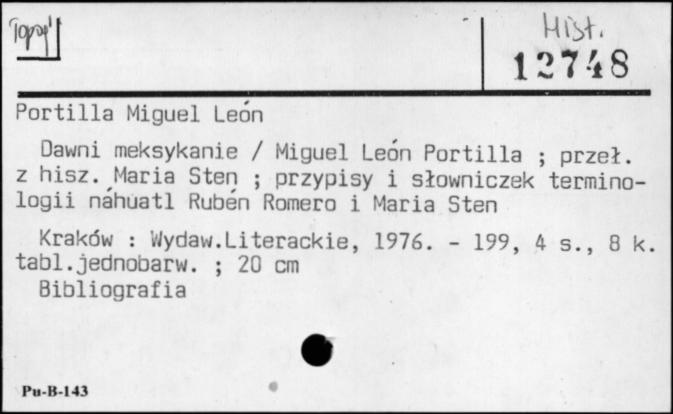 Topogr
Hist.
12748
Portilla Miguel León
Dawni meksykanie / Miguel León Portilla ; przeł.
z hisz. Maria Sten ; przypisy i słowniczek termino-
logii náhuatl Rubén Romero i Maria Sten
Kraków : Wydaw.Literackie, 1976. - 199, 4 s., 8 k.
tabl.jednobarw. ; 20 cm
Bibliografia
Pu-B-143